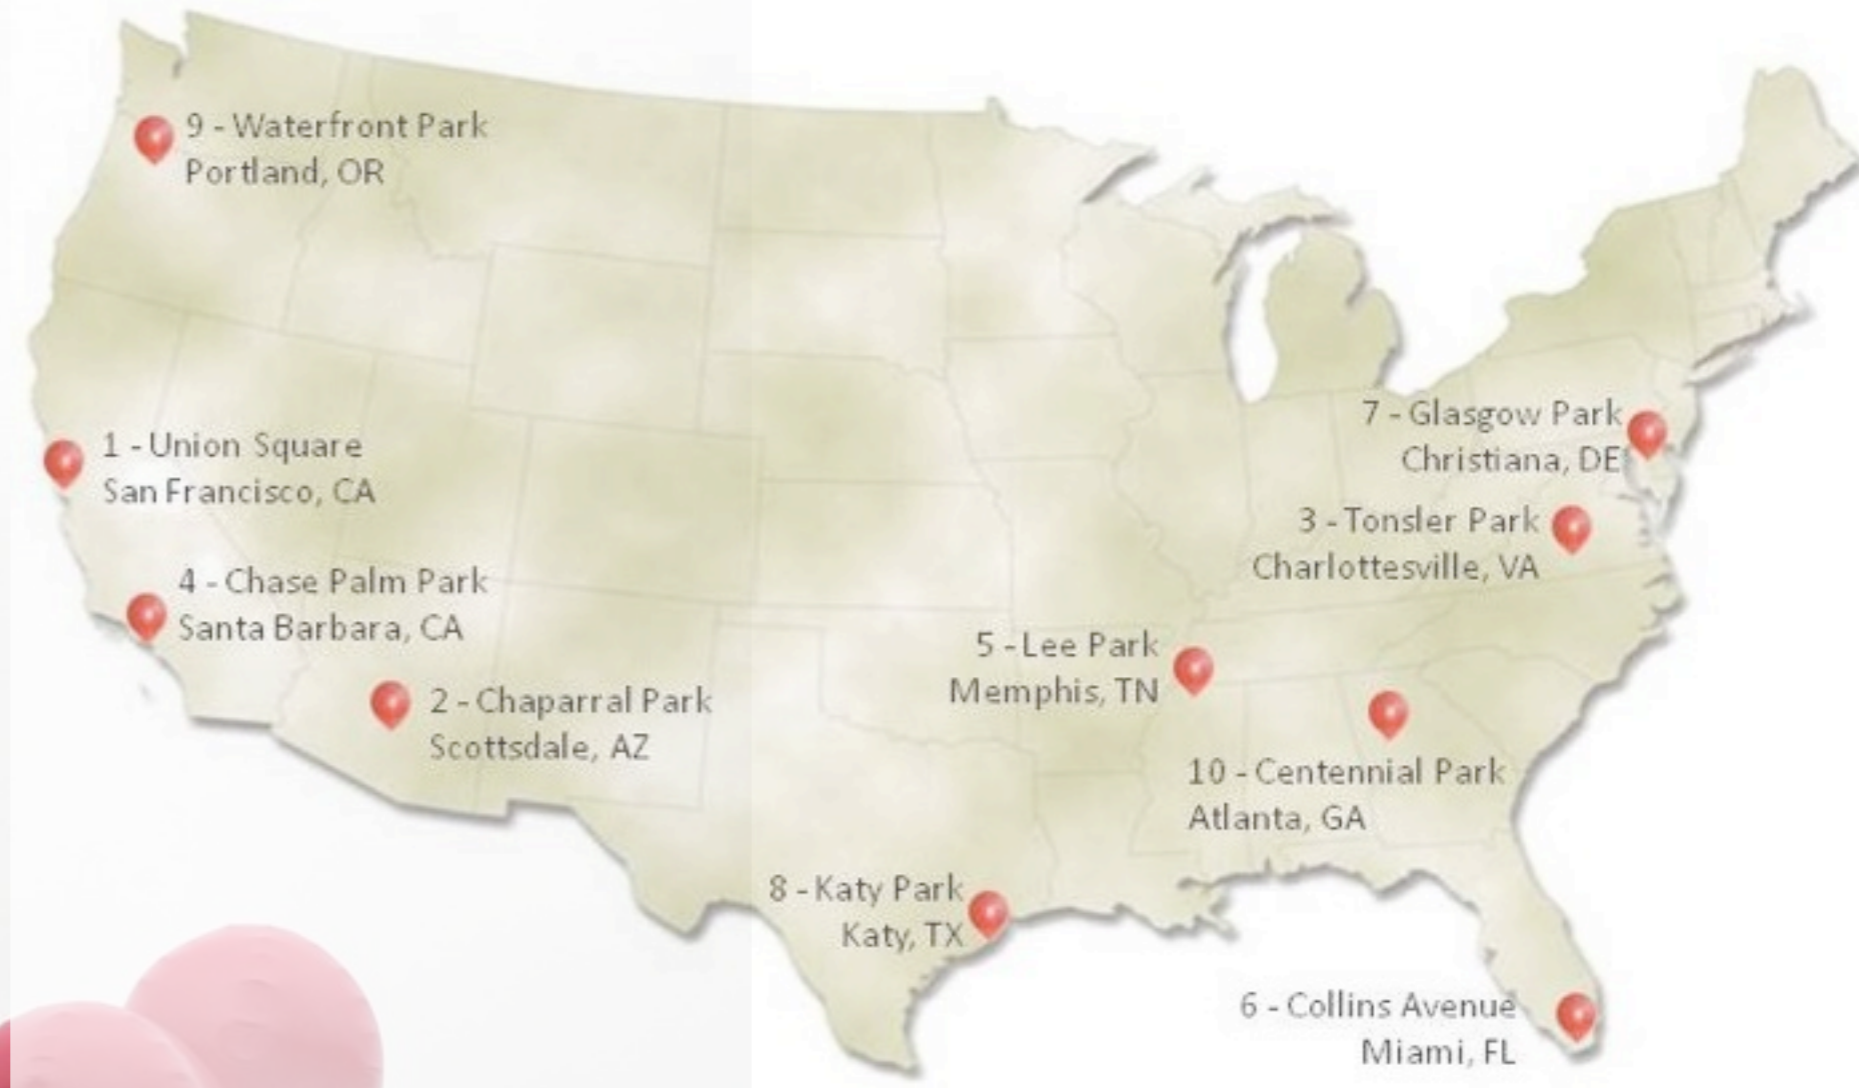 9 - Waterfront Park
Portland, OR
1 - Union Square
San Francisco, CA
4 - Chase Palm Park
Santa Barbara, CA
2 - Chaparral Park
Scottsdale, AZ
7 - Glasgow Park
Christiana, DE
3 - Tonsler Park
Charlottesville, VA
5 - Lee Park
Memphis, TN
10 - Centennial Park
Atlanta, GA
8 - Katy Park
Katy, TX
6 - Collins Avenue
Miami, FL